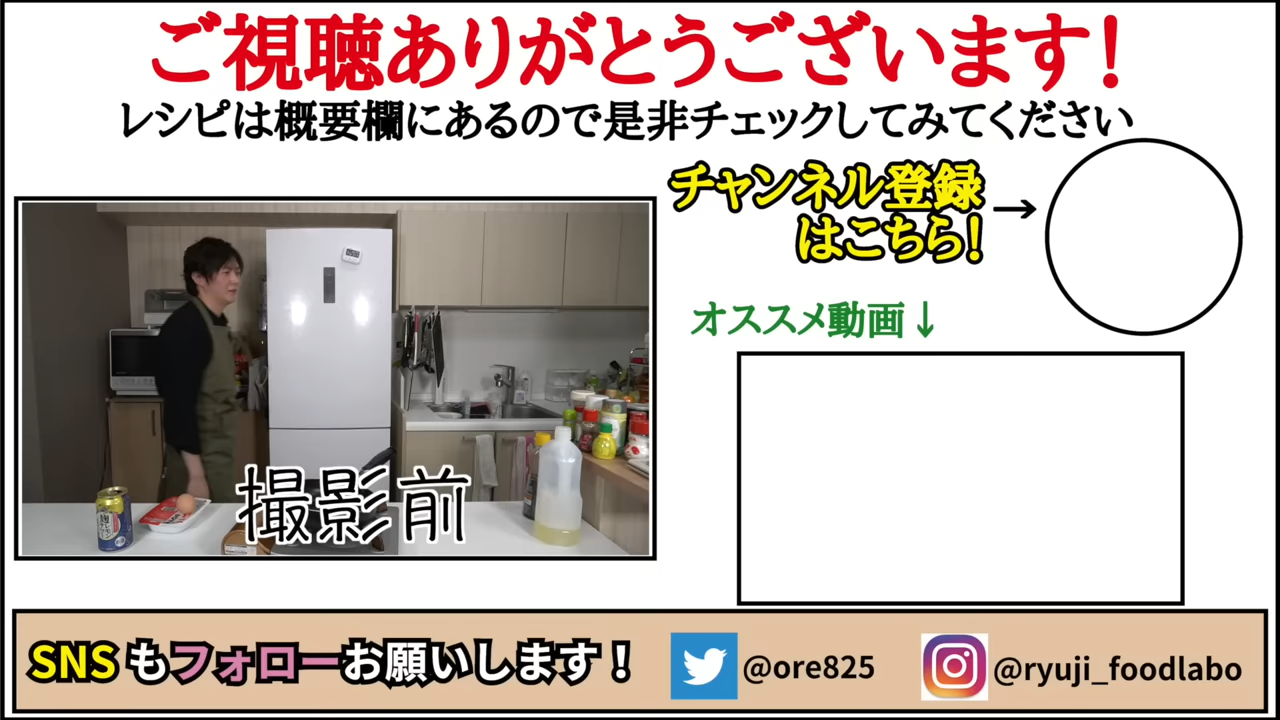 ご視聴ありがとうございます!
レシピは概要欄にあるので是非チェックしてみてください
チャンネル登録
はこちら!
→
オススメ動画↓
撮影前
SNSもフォローお願いします!
@ore825
@ryuji_foodlabo